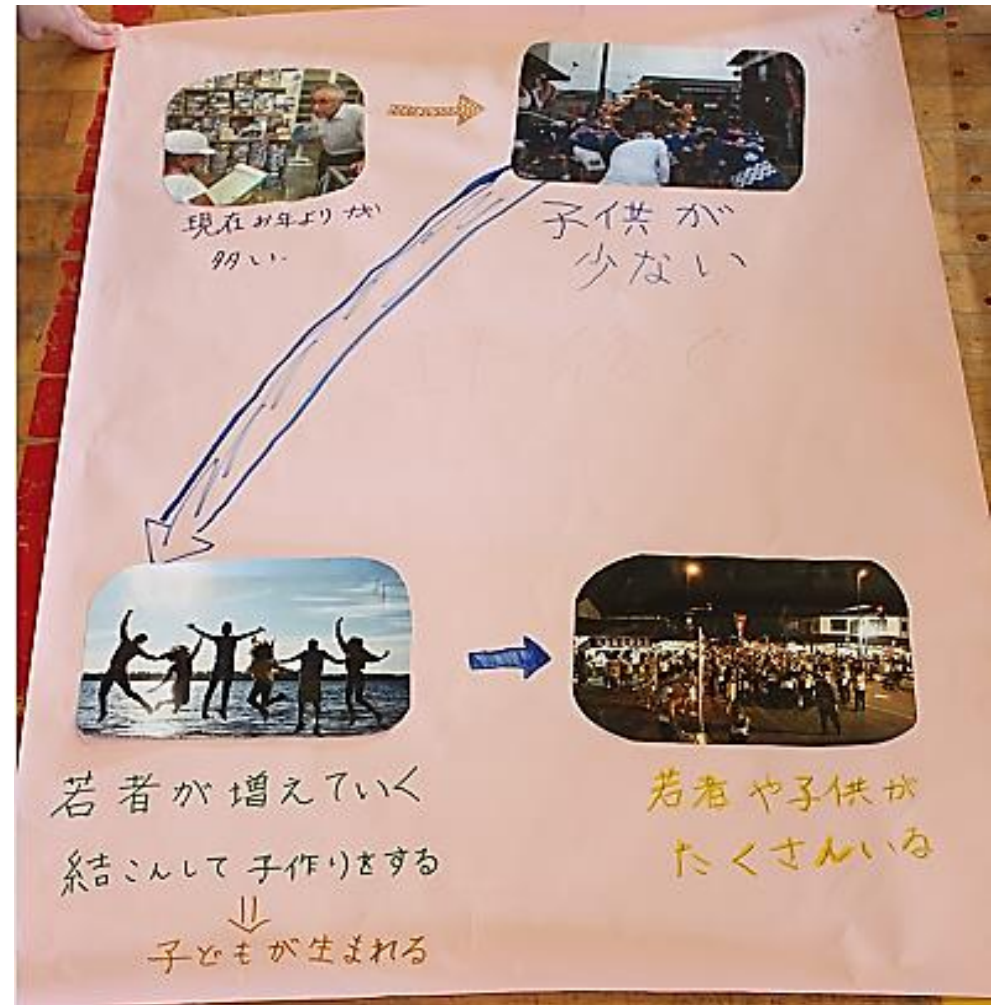 現在お年よりが
多い.
子供が
少ない
若者が増えていく
結こんして子作りをする
子どもが生まれる
若者や子供が
たくさんいる